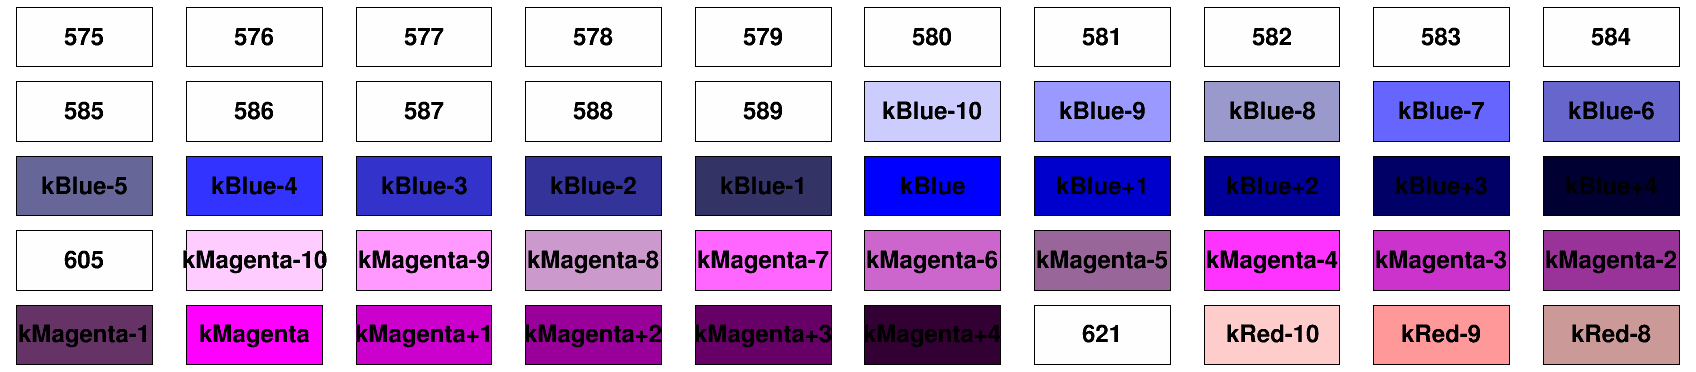 575 576 577 578 579 580 581 582 583 584
585 586 587 588 589 kBlue-10 kBlue-9 kBlue-8 kBlue-7 kBlue-6
kBlue-5 kBlue-4 kBlue-3 kBlue-2 kBlue-1 kBlue kBlue+1 kBlue+2 kBlue+3 kBlue+4
605 kMagenta-10 kMagenta-9 kMagenta-8 kMagenta-7 kMagenta-6 kMagenta-5 kMagenta-4 kMagenta-3 kMagenta-2
kMagenta-1 kMagenta kMagenta+1 kMagenta+2 kMagenta+3 kMagenta+4 621 kRed-10 kRed-9 kRed-8